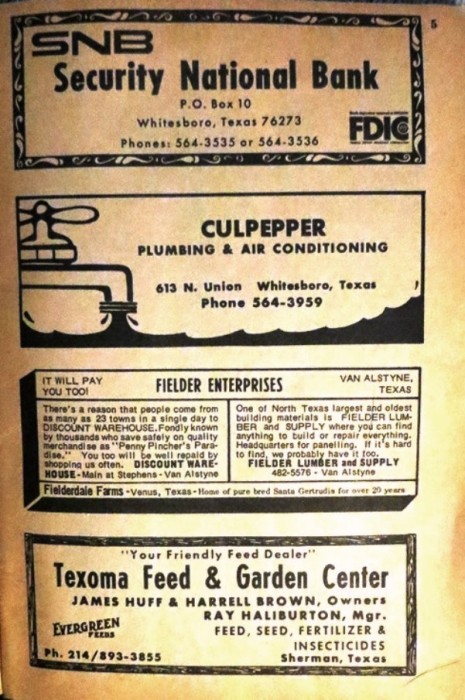 5
SNB
Security National Bank
P.O. Box 10
Whitesboro, Texas 76273
Phones: 564-3535 or 564-3536
FDIC
CULPEPPER
PLUMBING & AIR CONDITIONING
613 N. Union Whitesboro, Texas
Phone 564-3959
IT WILL PAY
YOU TOO!
FIELDER ENTERPRISES
VAN ALSTYNE,
TEXAS
There's a reason that people come from
as many as 23 towns in a single day to
DISCOUNT WAREHOUSE. Fondly known
by thousands who save safely on quality
merchandise as "Penny Pincher's Para-
dise." You too will be well repaid by
shopping us often. DISCOUNT WARE-
HOUSE-Main at Stephens-Van Alstyne
One of North Texas largest and oldest
building materials is FIELDER LUM-
BER and SUPPLY where you can find
anything to build or repair everything.
Headquarters for panelling. If it's hard
to find, we probably have it too.
FIELDER LUMBER and SUPPLY
482-5576 - Van Alstyne
Fielderdale Farms -Venus, Texas-Home of pure bred Santa Gertrudis for over 20 years
"Your Friendly Feed Dealer"
Texoma Feed & Garden Center
JAMES HUFF & HARRELL BROWN, Owners
RAY HALIBURTON, Mgr.
EVERGREEN
FEEDS
FEED, SEED, FERTILIZER &
INSECTICIDES
Ph. 214/893-3855
Sherman, Texas